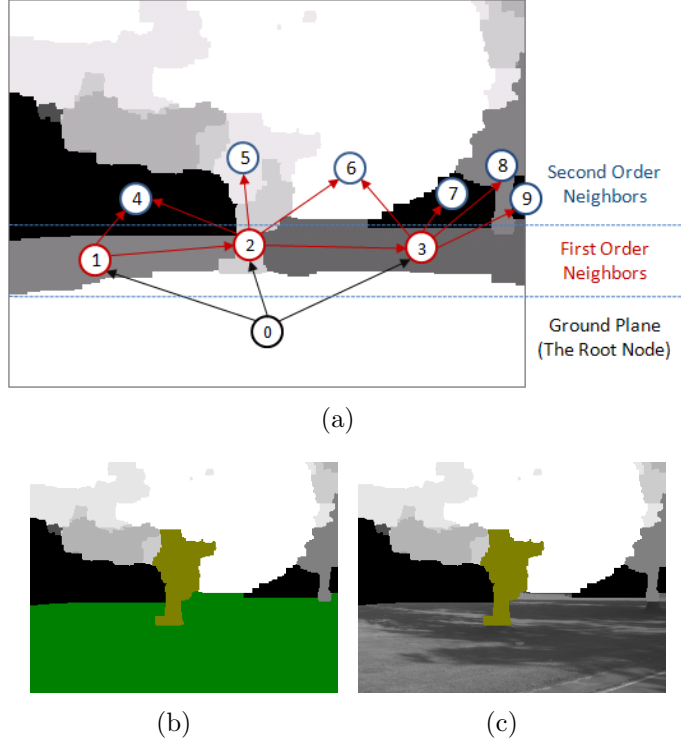 5
6
8
4
7
9
Second Order
Neighbors
1
2
3
First Order
Neighbors
0
Ground Plane
(The Root Node)
(a)
(b)
(c)